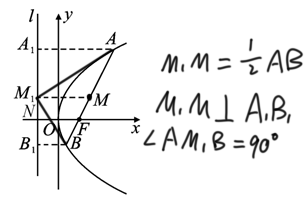 l
y
A₁
A
M₁
M
N
O
F
x
B₁
B
M₁M = 1/2 AB
M₁M ⊥ A₁B₁
∠AM₁B = 90°